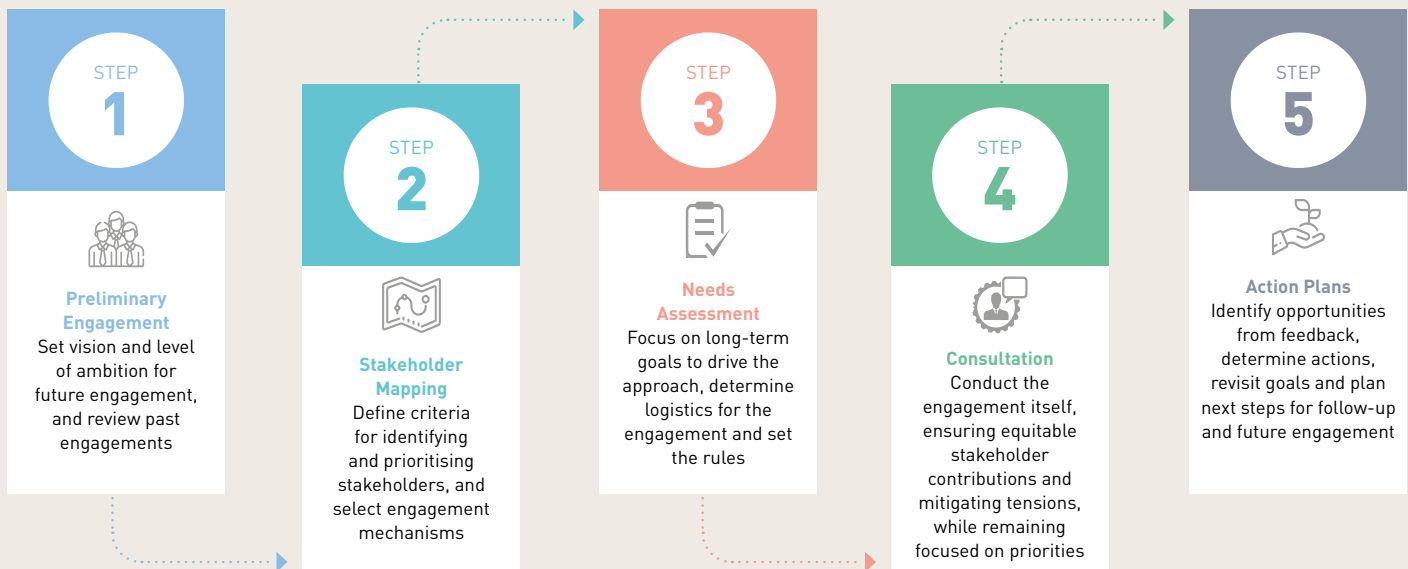 STEP
1
Preliminary
Engagement
Set vision and level
of ambition for
future engagement,
and review past
engagements
STEP
2
Stakeholder
Mapping
Define criteria
for identifying
and prioritising
stakeholders, and
select engagement
mechanisms
STEP
3
Needs
Assessment
Focus on long-term
goals to drive the
approach, determine
logistics for the
engagement and set
the rules
STEP
4
Consultation
Conduct the
engagement itself,
ensuring equitable
stakeholder
contributions and
mitigating tensions,
while remaining
focused on priorities
STEP
5
Action Plans
Identify opportunities
from feedback,
determine actions,
revisit goals and plan
next steps for follow-up
and future engagement